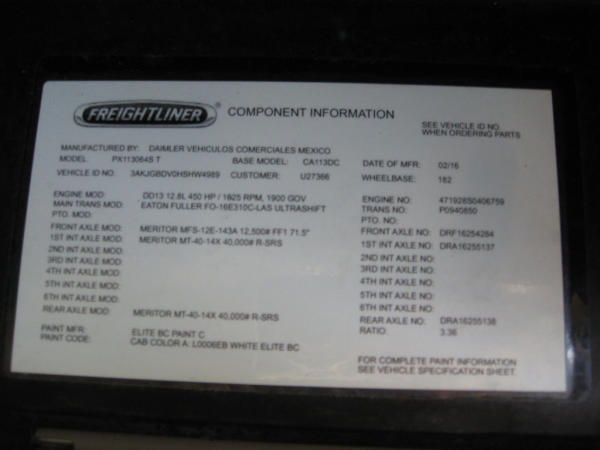 FREIGHTLINER ® COMPONENT INFORMATION
SEE VEHICLE ID NO.
WHEN ORDERING PARTS
MANUFACTURED BY: DAIMLER VEHICULOS COMERCIALES MEXICO
MODEL PX113064S T BASE MODEL: CA113DC DATE OF MFR: 02/16
VEHICLE ID NO: 3AKJGBDV0HSHW4989 CUSTOMER: U27366 WHEELBASE: 182
ENGINE MOD: DD13 12.8L 450 HP / 1625 RPM, 1900 GOV ENGINE NO: 471928S0406759
MAIN TRANS MOD: EATON FULLER FO-16E310C-LAS ULTRASHIFT TRANS NO: P0940850
PTO. MOD: PTO. NO:
FRONT AXLE MOD: MERITOR MFS-12E-143A 12,500# FF1 71.5" FRONT AXLE NO: DRF16254284
1ST INT AXLE MOD: MERITOR MT-40-14X 40,000# R-SRS 1ST INT AXLE NO: DRA16255137
2ND INT AXLE MOD: 2ND INT AXLE NO:
3RD INT AXLE MOD: 3RD INT AXLE NO:
4TH INT AXLE MOD: 4TH INT AXLE NO:
5TH INT AXLE MOD: 5TH INT AXLE NO:
6TH INT AXLE MOD: 6TH INT AXLE NO:
REAR AXLE MOD: MERITOR MT-40-14X 40,000# R-SRS REAR AXLE NO: DRA16255138
RATIO: 3.36
PAINT MFR: ELITE BC PAINT C
PAINT CODE: CAB COLOR A: L0006EB WHITE ELITE BC
FOR COMPLETE PAINT INFORMATION
SEE VEHICLE SPECIFICATION SHEET.